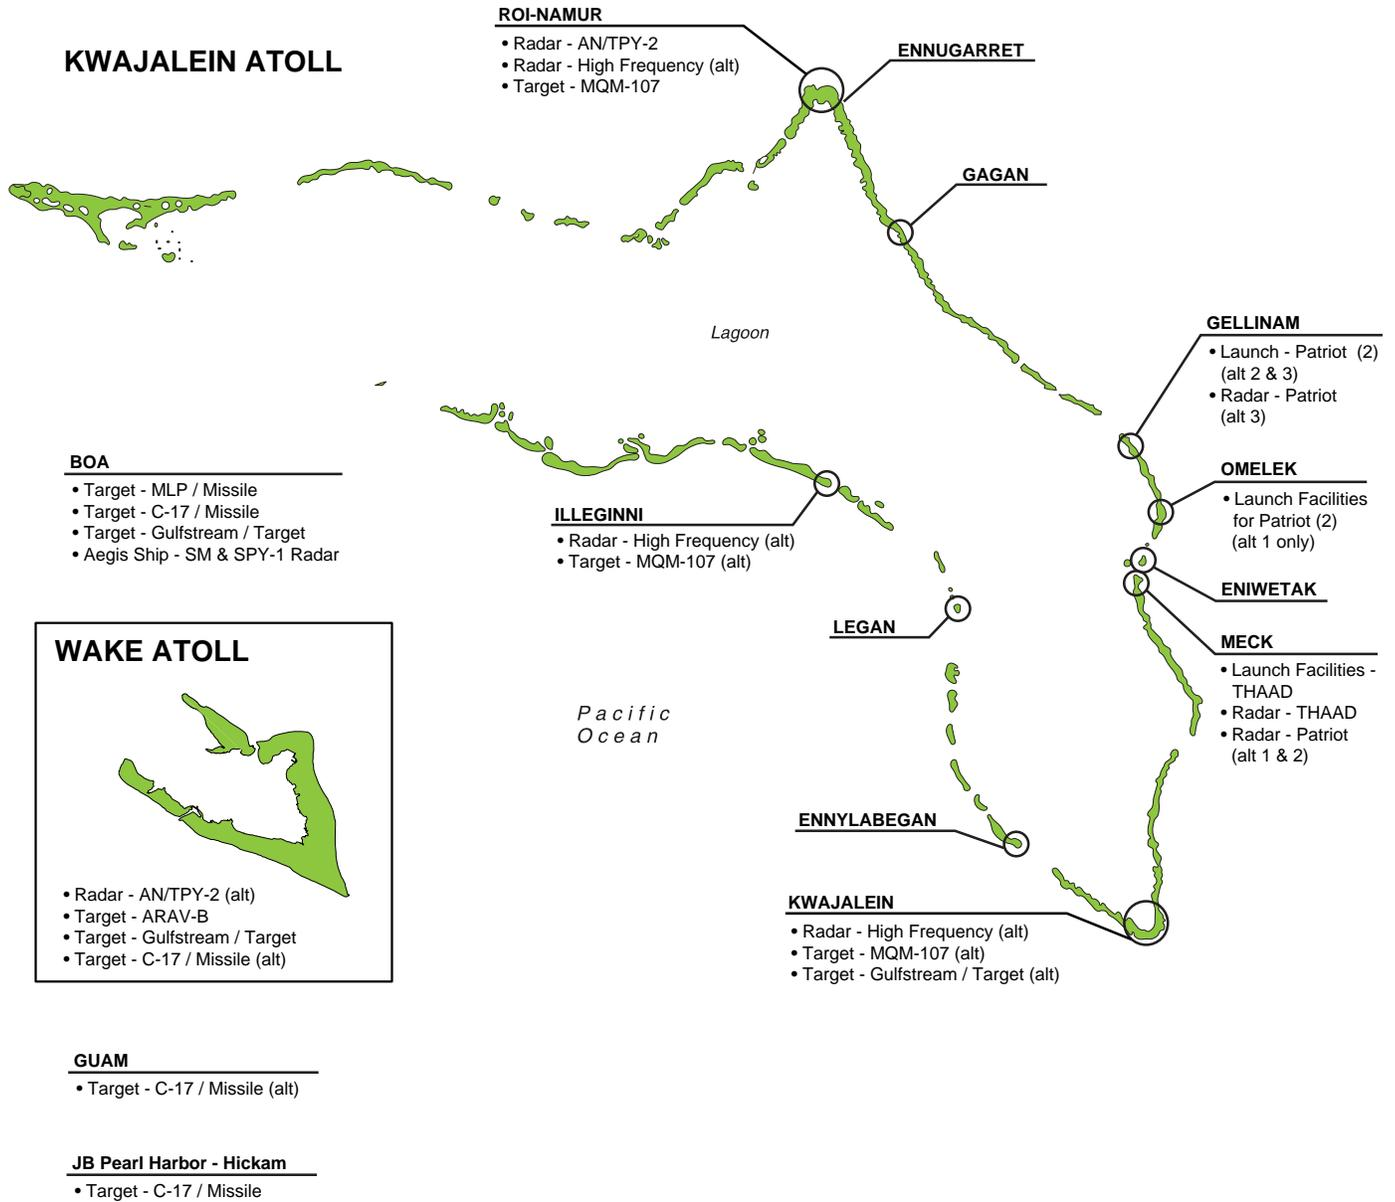 KWAJALEIN ATOLL
ROI-NAMUR
• Radar - AN/TPY-2
• Radar - High Frequency (alt)
• Target - MQM-107
ENNUGARRET
GAGAN
Lagoon
GELLINAM
• Launch - Patriot (2)
(alt 2 & 3)
• Radar - Patriot
(alt 3)
OMELEK
• Launch Facilities
for Patriot (2)
(alt 1 only)
ENIWETAK
MECK
• Launch Facilities -
THAAD
• Radar - THAAD
• Radar - Patriot
(alt 1 & 2)
BOA
• Target - MLP / Missile
• Target - C-17 / Missile
• Target - Gulfstream / Target
• Aegis Ship - SM & SPY-1 Radar
ILLEGINNI
• Radar - High Frequency (alt)
• Target - MQM-107 (alt)
LEGAN
Pacific
Ocean
ENNYLABEGAN
KWAJALEIN
• Radar - High Frequency (alt)
• Target - MQM-107 (alt)
• Target - Gulfstream / Target (alt)
WAKE ATOLL
• Radar - AN/TPY-2 (alt)
• Target - ARAV-B
• Target - Gulfstream / Target
• Target - C-17 / Missile (alt)
GUAM
• Target - C-17 / Missile (alt)
JB Pearl Harbor - Hickam
• Target - C-17 / Missile